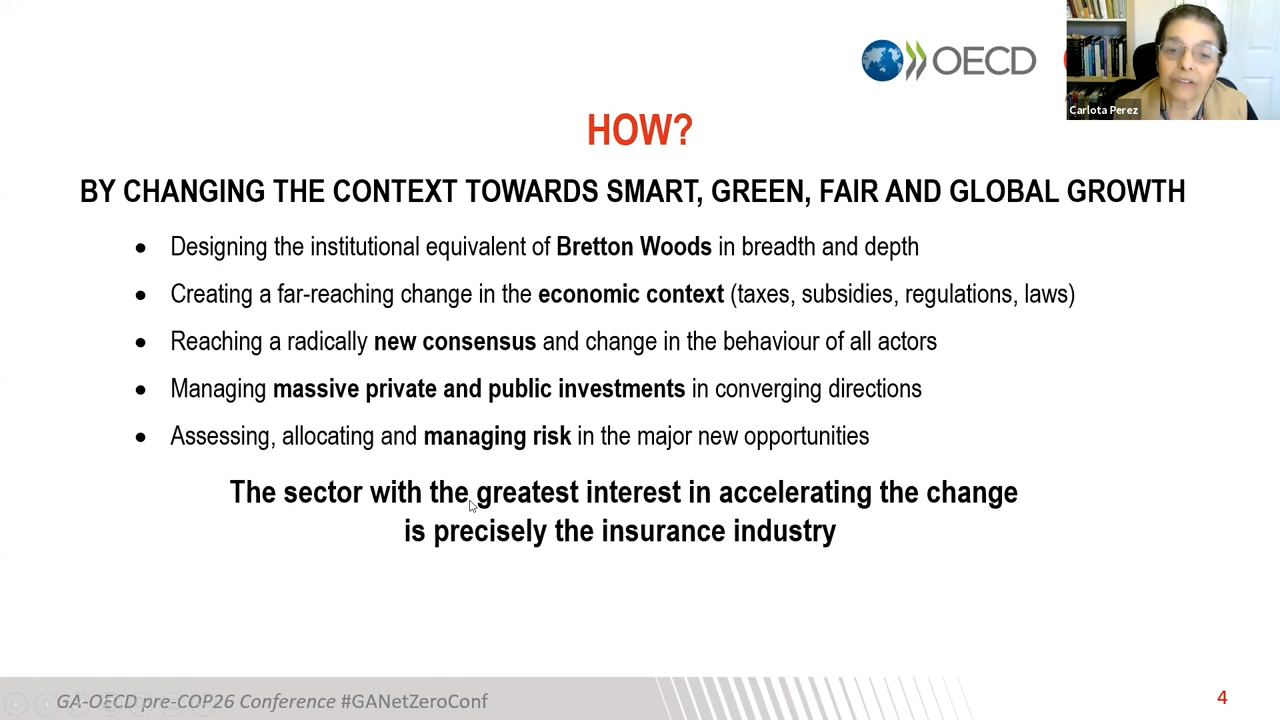 OECD
Carlota Perez
HOW?
BY CHANGING THE CONTEXT TOWARDS SMART, GREEN, FAIR AND GLOBAL GROWTH
• Designing the institutional equivalent of Bretton Woods in breadth and depth
• Creating a far-reaching change in the economic context (taxes, subsidies, regulations, laws)
• Reaching a radically new consensus and change in the behaviour of all actors
• Managing massive private and public investments in converging directions
• Assessing, allocating and managing risk in the major new opportunities
The sector with the greatest interest in accelerating the change
is precisely the insurance industry
GA-OECD pre-COP26 Conference #GANetZeroConf
4